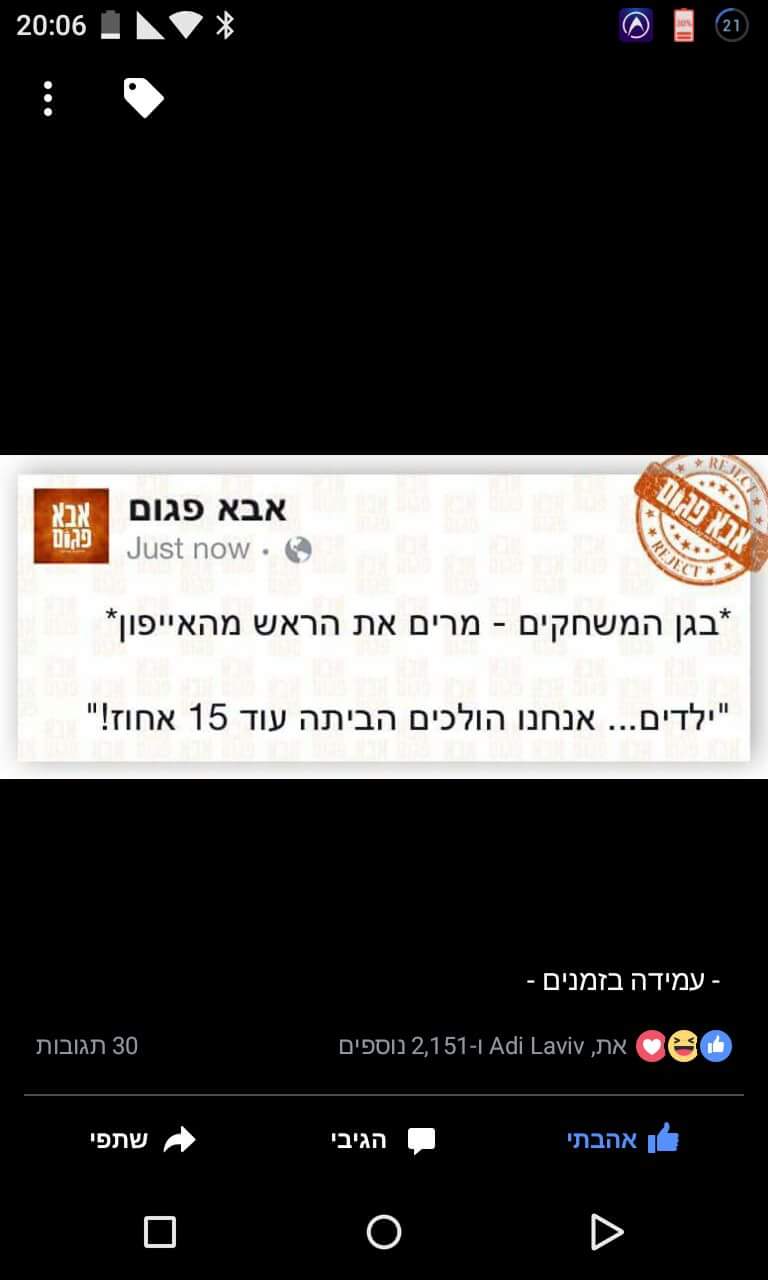 20:06
30%
21
אבא פגום
אבא פגום
Just now
REJECT
אבא פגום
REJECT
*בגן המשחקים - מרים את הראש מהאייפון*
"ילדים... אנחנו הולכים הביתה עוד 15 אחוז!"
- עמידה בזמנים -
את, Adi Laviv ו-2,151 נוספים
30 תגובות
אהבתי
הגיבי
שתפי